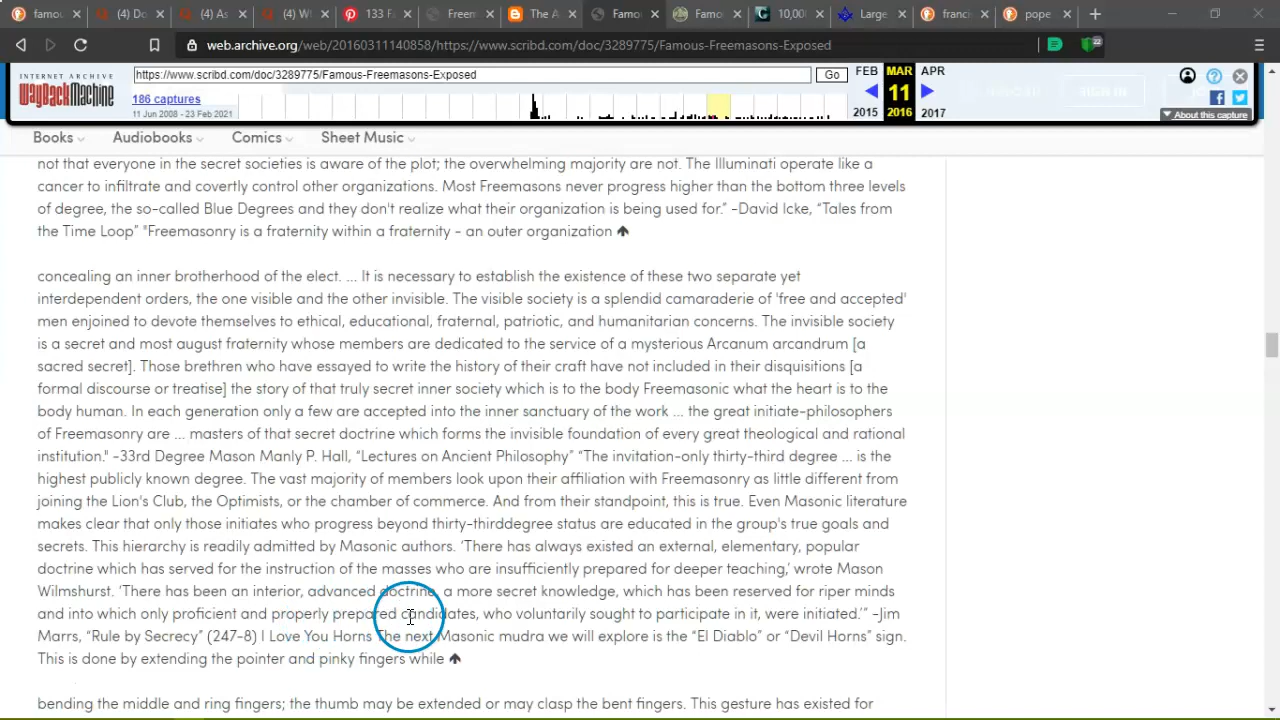 famou
(4) Do
(4) As
(4) W
133 F
Freem
The A
Famo
Famo
10,00
Large
franci
pope
web.archive.org/web/20160311140858/https://www.scribd.com/doc/3289775/Famous-Freemasons-Exposed
22
INTERNET ARCHIVE
WayBackMachine
https://www.scribd.com/doc/3289775/Famous-Freemasons-Exposed
Go
FEB MAR APR
186 captures
11
11 Jun 2008 - 23 Feb 2021
2015 2016 2017
About this capture
Books Audiobooks Comics Sheet Music
not that everyone in the secret societies is aware of the plot; the overwhelming majority are not. The Illuminati operate like a
cancer to infiltrate and covertly control other organizations. Most Freemasons never progress higher than the bottom three levels
of degree, the so-called Blue Degrees and they don't realize what their organization is being used for.” -David Icke, “Tales from
the Time Loop” "Freemasonry is a fraternity within a fraternity - an outer organization
concealing an inner brotherhood of the elect. ... It is necessary to establish the existence of these two separate yet
interdependent orders, the one visible and the other invisible. The visible society is a splendid camaraderie of 'free and accepted'
men enjoined to devote themselves to ethical, educational, fraternal, patriotic, and humanitarian concerns. The invisible society
is a secret and most august fraternity whose members are dedicated to the service of a mysterious Arcanum arcandrum [a
sacred secret]. Those brethren who have essayed to write the history of their craft have not included in their disquisitions [a
formal discourse or treatise] the story of that truly secret inner society which is to the body Freemasonic what the heart is to the
body human. In each generation only a few are accepted into the inner sanctuary of the work ... the great initiate-philosophers
of Freemasonry are ... masters of that secret doctrine which forms the invisible foundation of every great theological and rational
institution." -33rd Degree Mason Manly P. Hall, “Lectures on Ancient Philosophy” “The invitation-only thirty-third degree ... is the
highest publicly known degree. The vast majority of members look upon their affiliation with Freemasonry as little different from
joining the Lion's Club, the Optimists, or the chamber of commerce. And from their standpoint, this is true. Even Masonic literature
makes clear that only those initiates who progress beyond thirty-thirddegree status are educated in the group's true goals and
secrets. This hierarchy is readily admitted by Masonic authors. ‘There has always existed an external, elementary, popular
doctrine which has served for the instruction of the masses who are insufficiently prepared for deeper teaching,’ wrote Mason
Wilmshurst. ‘There has been an interior, advanced doctrine, a more secret knowledge, which has been reserved for riper minds
and into which only proficient and properly prepared candidates, who voluntarily sought to participate in it, were initiated.’” -Jim
Marrs, “Rule by Secrecy” (247-8) I Love You Horns The next Masonic mudra we will explore is the “El Diablo” or “Devil Horns” sign.
This is done by extending the pointer and pinky fingers while
bending the middle and ring fingers; the thumb may be extended or may clasp the bent fingers. This gesture has existed for